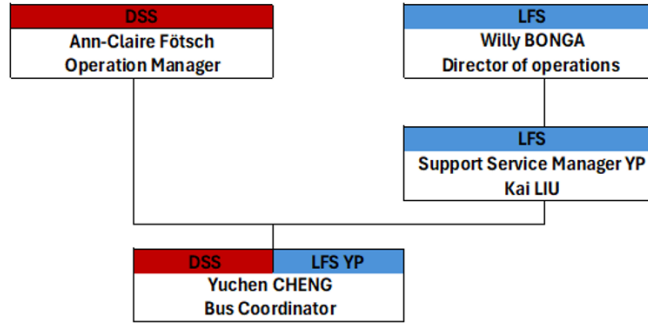 DSS
Ann-Claire Fötsch
Operation Manager
LFS
Willy BONGA
Director of operations
LFS
Support Service Manager YP
Kai LIU
DSS LFS YP
Yuchen CHENG
Bus Coordinator